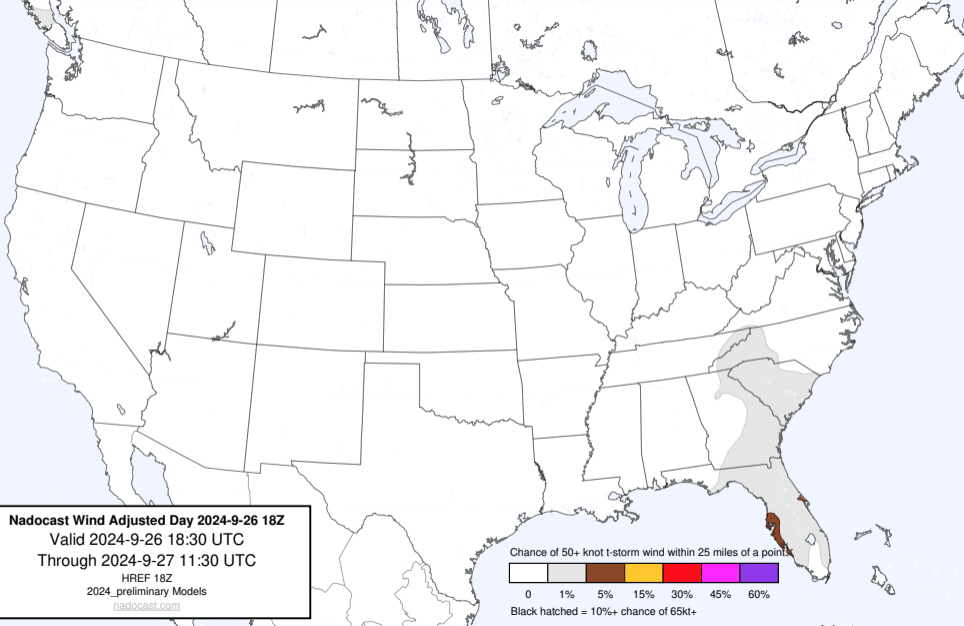 Nadocast Wind Adjusted Day 2024-9-26 18Z
Valid 2024-9-26 18:30 UTC
Through 2024-9-27 11:30 UTC
HREF 18Z
2024_preliminary Models
nadocast.com
Chance of 50+ knot t-storm wind within 25 miles of a point.
0 1% 5% 15% 30% 45% 60%
Black hatched = 10%+ chance of 65kt+